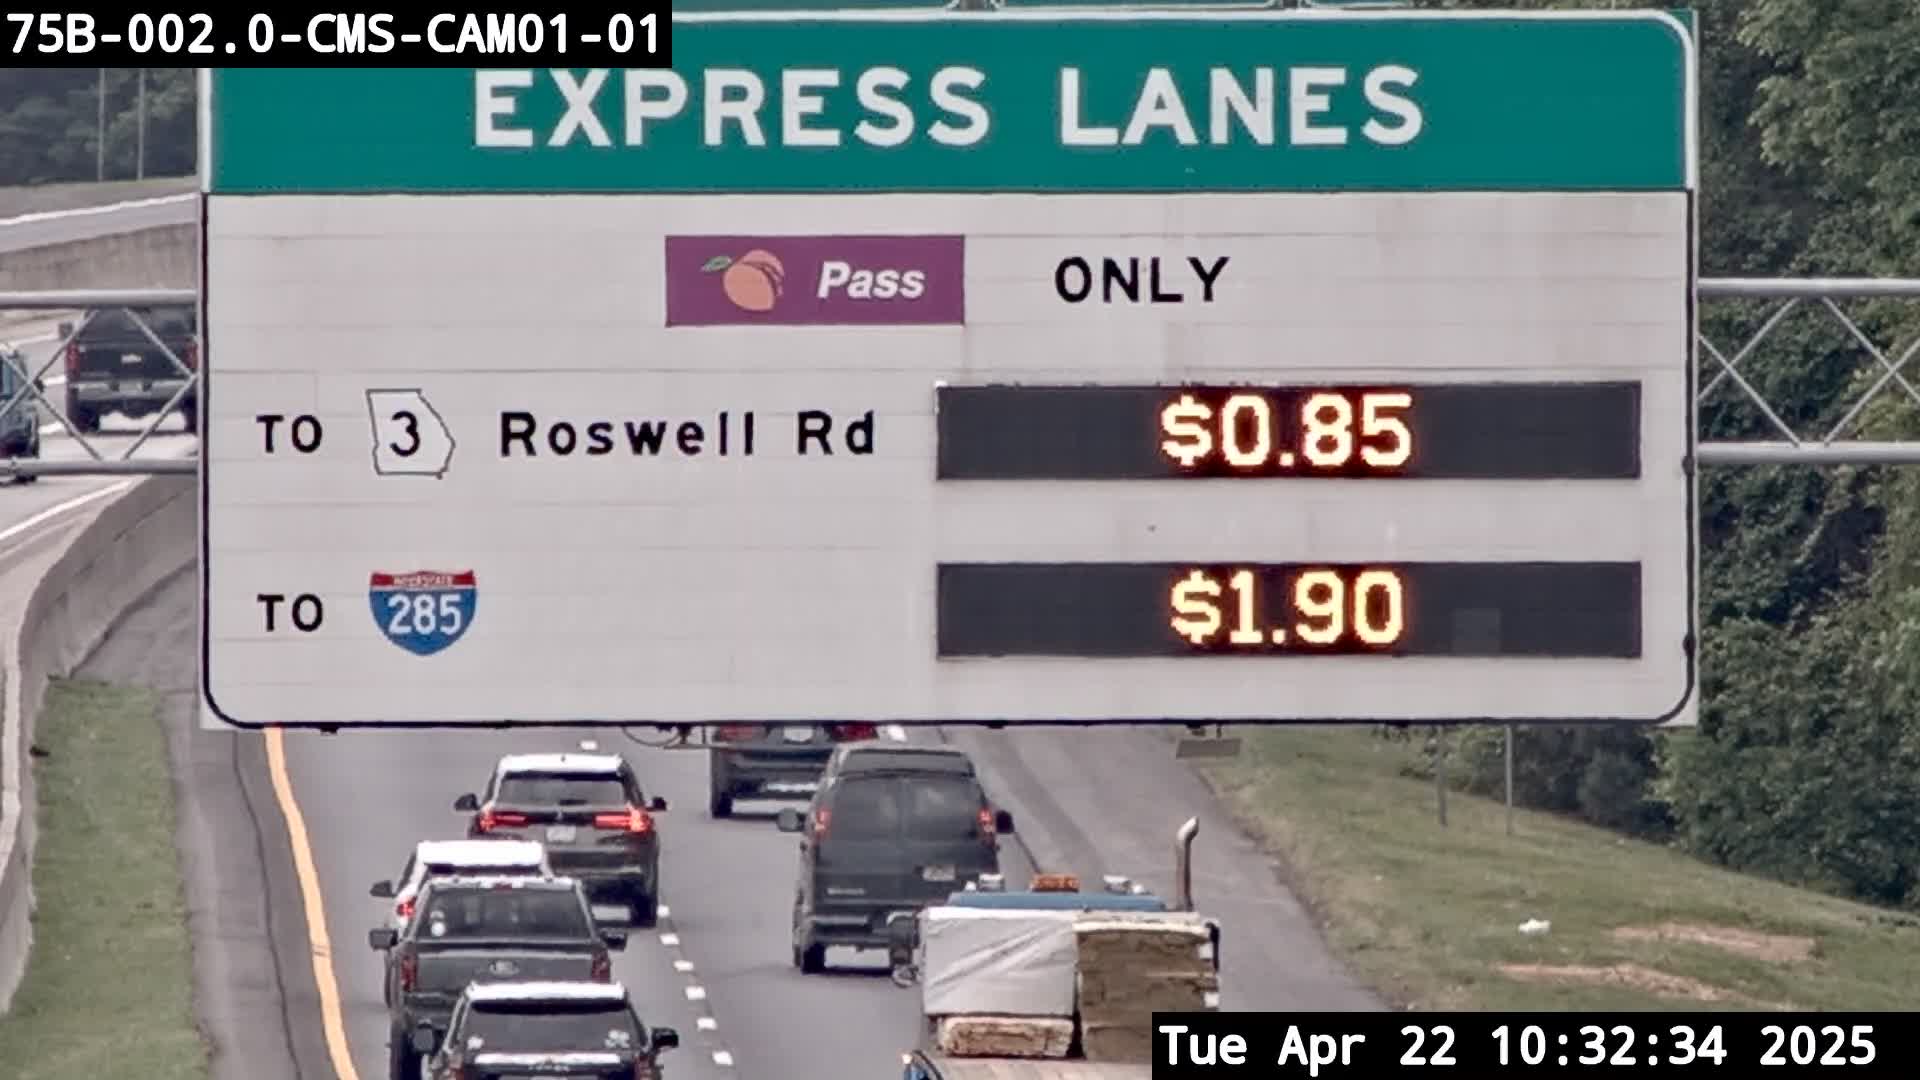 75B-002.0-CMS-CAM01-01
EXPRESS LANES
Pass ONLY
TO 3 Roswell Rd $0.85
INTERSTATE
TO 285 $1.90
Tue Apr 22 10:32:34 2025